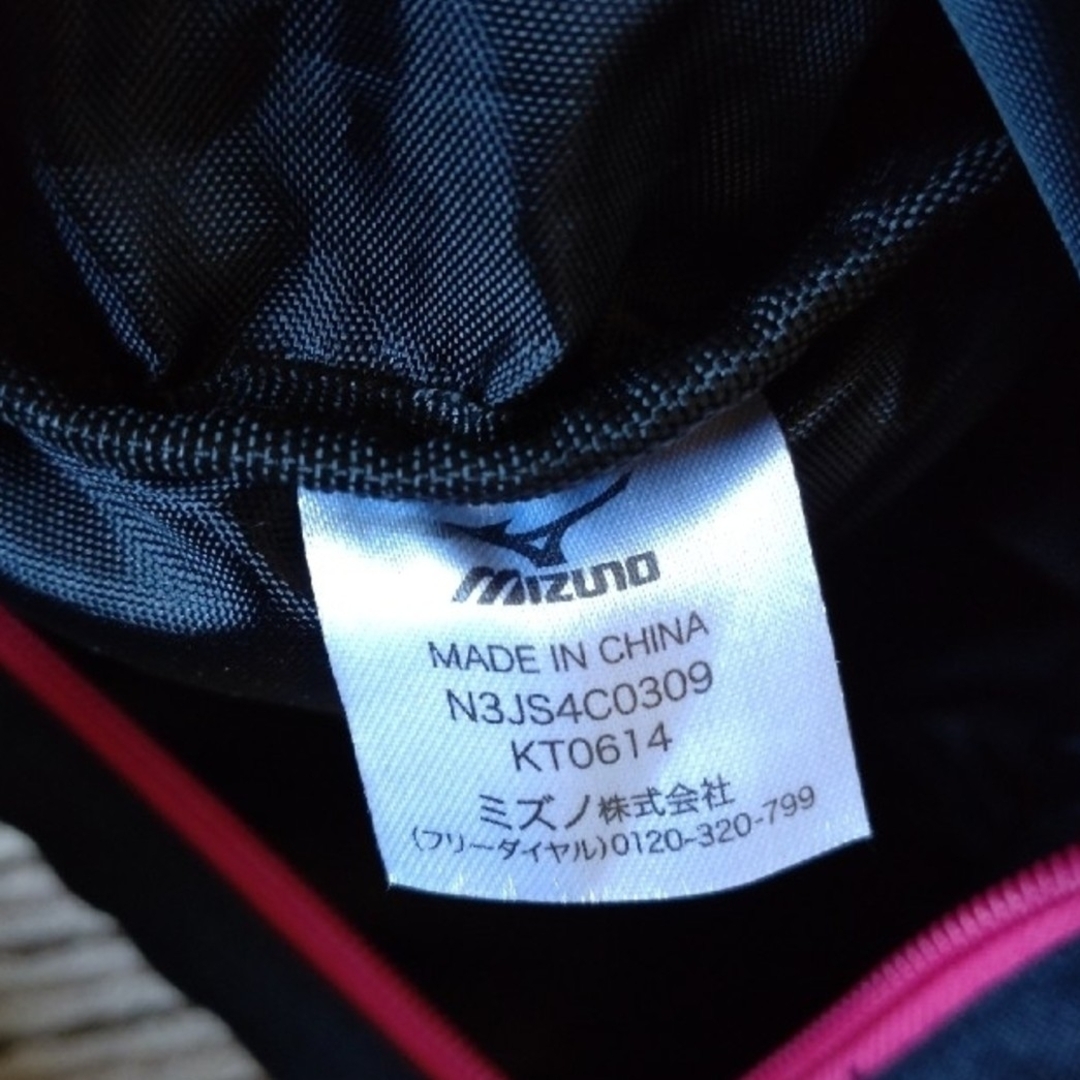 MIZUNO
MADE IN CHINA
N3JS4C0309
KT0614
ミズノ株式会社
(フリーダイヤル)0120-320-799